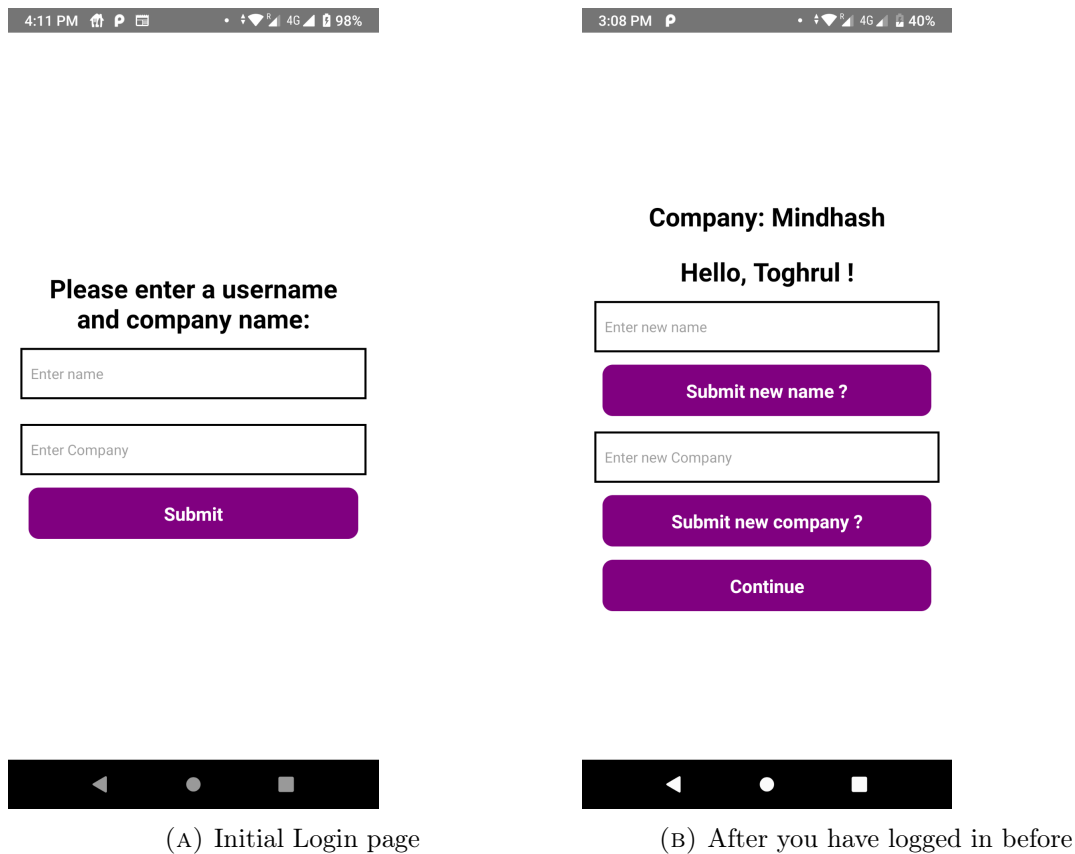 4:11 PM
4G 98%
Please enter a username
and company name:
Enter name
Enter Company
Submit
(A) Initial Login page
3:08 PM
R 4G 40%
Company: Mindhash
Hello, Toghrul !
Enter new name
Submit new name ?
Enter new Company
Submit new company ?
Continue
(B) After you have logged in before